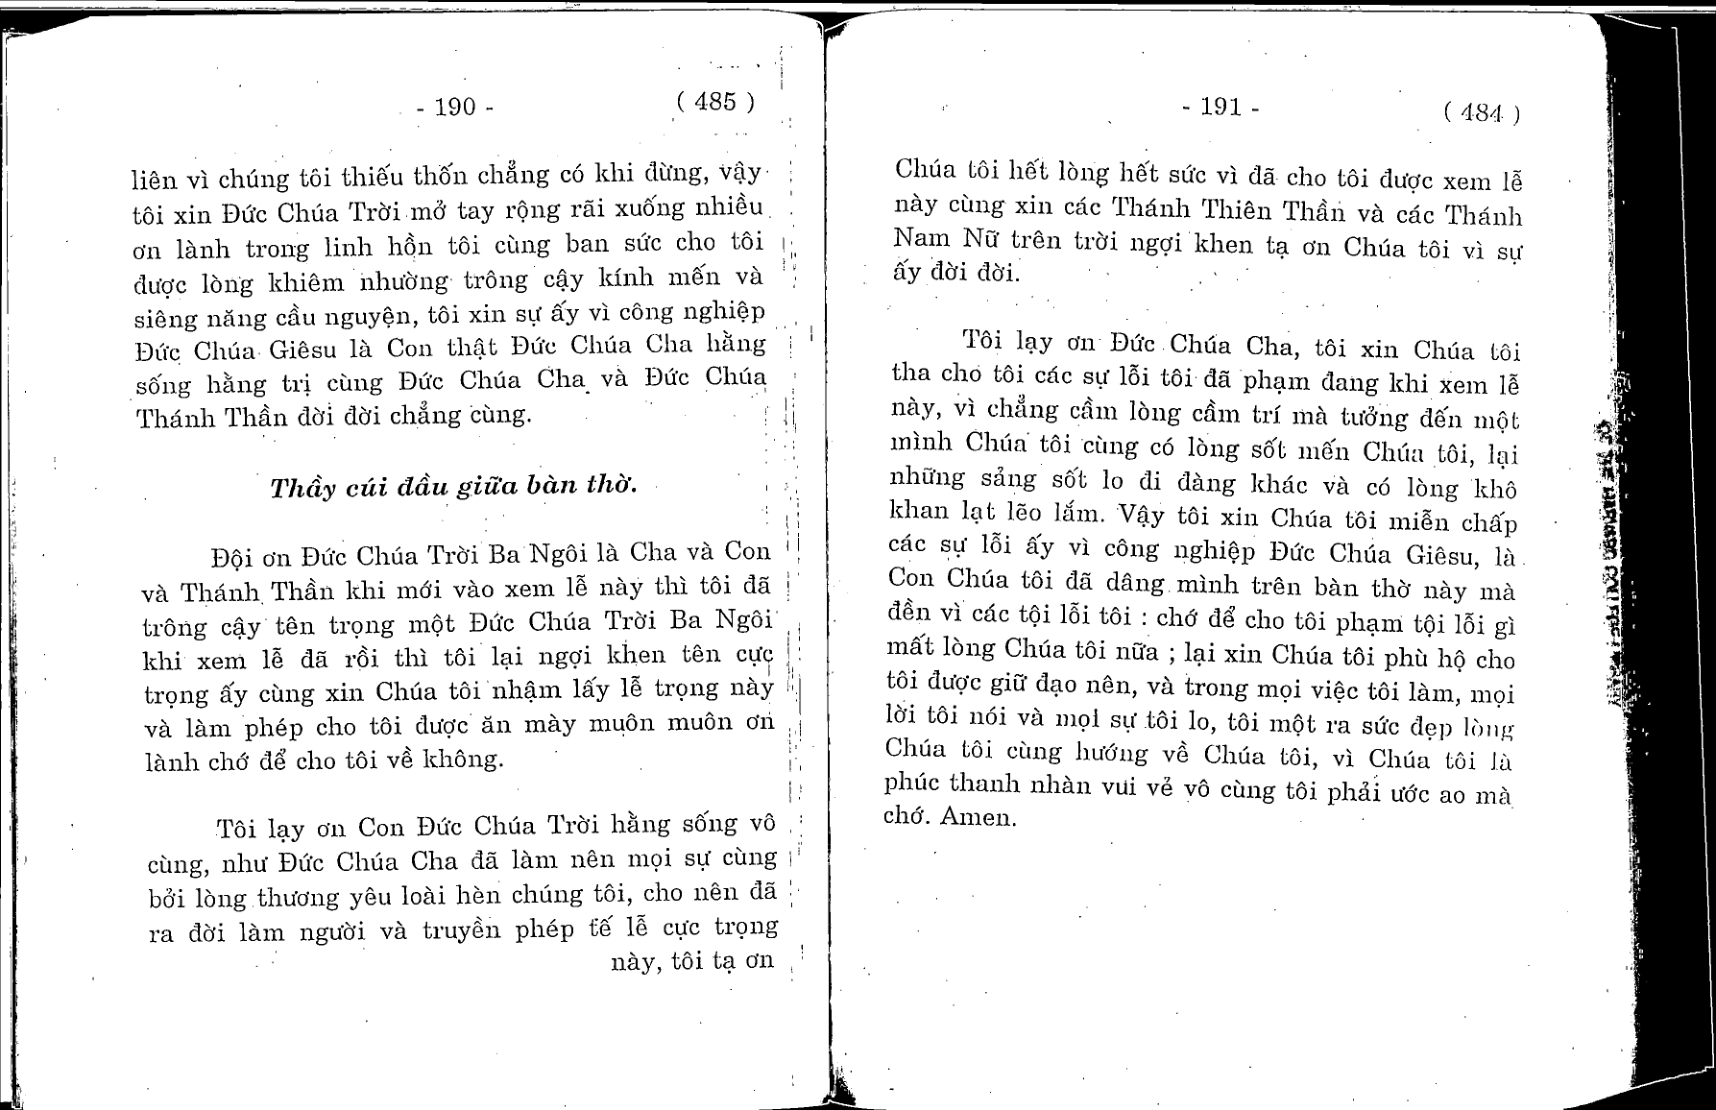 - 190 -
( 485 )
liên vì chúng tôi thiếu thốn chẳng có khi đừng, vậy
tôi xin Đức Chúa Trời mở tay rộng rãi xuống nhiều
ơn lành trong linh hồn tôi cùng ban sức cho tôi
được lòng khiêm nhường trông cậy kính mến và
siêng năng cầu nguyện, tôi xin sự ấy vì công nghiệp
Đức Chúa Giêsu là Con thật Đức Chúa Cha hằng
sống hằng trị cùng Đức Chúa Cha và Đức Chúa
Thánh Thần đời đời chẳng cùng.
Thầy cúi đầu giữa bàn thờ.
Đội ơn Đức Chúa Trời Ba Ngôi là Cha và Con
và Thánh Thần khi mới vào xem lễ này thì tôi đã
trông cậy tên trọng một Đức Chúa Trời Ba Ngôi
khi xem lễ đã rồi thì tôi lại ngợi khen tên cực
trọng ấy cùng xin Chúa tôi nhậm lấy lễ trọng này
và làm phép cho tôi được ăn mày muôn muôn ơn
lành chớ để cho tôi về không.
Tôi lạy ơn Con Đức Chúa Trời hằng sống vô
cùng, như Đức Chúa Cha đã làm nên mọi sự cùng
bởi lòng thương yêu loài hèn chúng tôi, cho nên đã
ra đời làm người và truyền phép tế lễ cực trọng
này, tôi tạ ơn
- 191 -
( 484 )
Chúa tôi hết lòng hết sức vì đã cho tôi được xem lễ
này cùng xin các Thánh Thiên Thần và các Thánh
Nam Nữ trên trời ngợi khen tạ ơn Chúa tôi vì sự
ấy đời đời.
Tôi lạy ơn Đức Chúa Cha, tôi xin Chúa tôi
tha cho tôi các sự lỗi tôi đã phạm đang khi xem lễ
này, vì chẳng cầm lòng cầm trí mà tưởng đến một
mình Chúa tôi cùng có lòng sốt mến Chúa tôi, lại
những sảng sốt lo đi đàng khác và có lòng khô
khan lạt lẽo lắm. Vậy tôi xin Chúa tôi miễn chấp
các sự lỗi ấy vì công nghiệp Đức Chúa Giêsu, là
Con Chúa tôi đã dâng mình trên bàn thờ này mà
đền vì các tội lỗi tôi : chớ để cho tôi phạm tội lỗi gì
mất lòng Chúa tôi nữa ; lại xin Chúa tôi phù hộ cho
tôi được giữ đạo nên, và trong mọi việc tôi làm, mọi
lời tôi nói và mọi sự tôi lo, tôi một ra sức đẹp lòng
Chúa tôi cùng hướng về Chúa tôi, vì Chúa tôi là
phúc thanh nhàn vui vẻ vô cùng tôi phải ước ao mà
chớ. Amen.